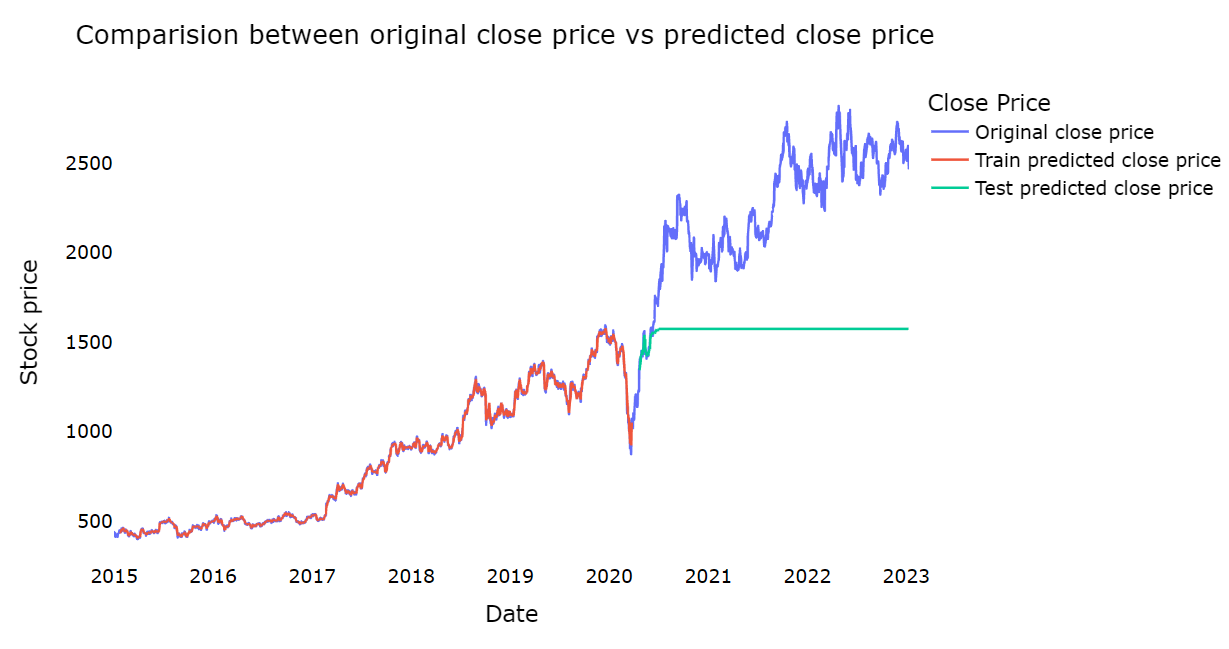 Comparision between original close price vs predicted close price
Close Price
Original close price
Train predicted close price
Test predicted close price
Stock price
2500
2000
1500
1000
500
2015 2016 2017 2018 2019 2020 2021 2022 2023
Date